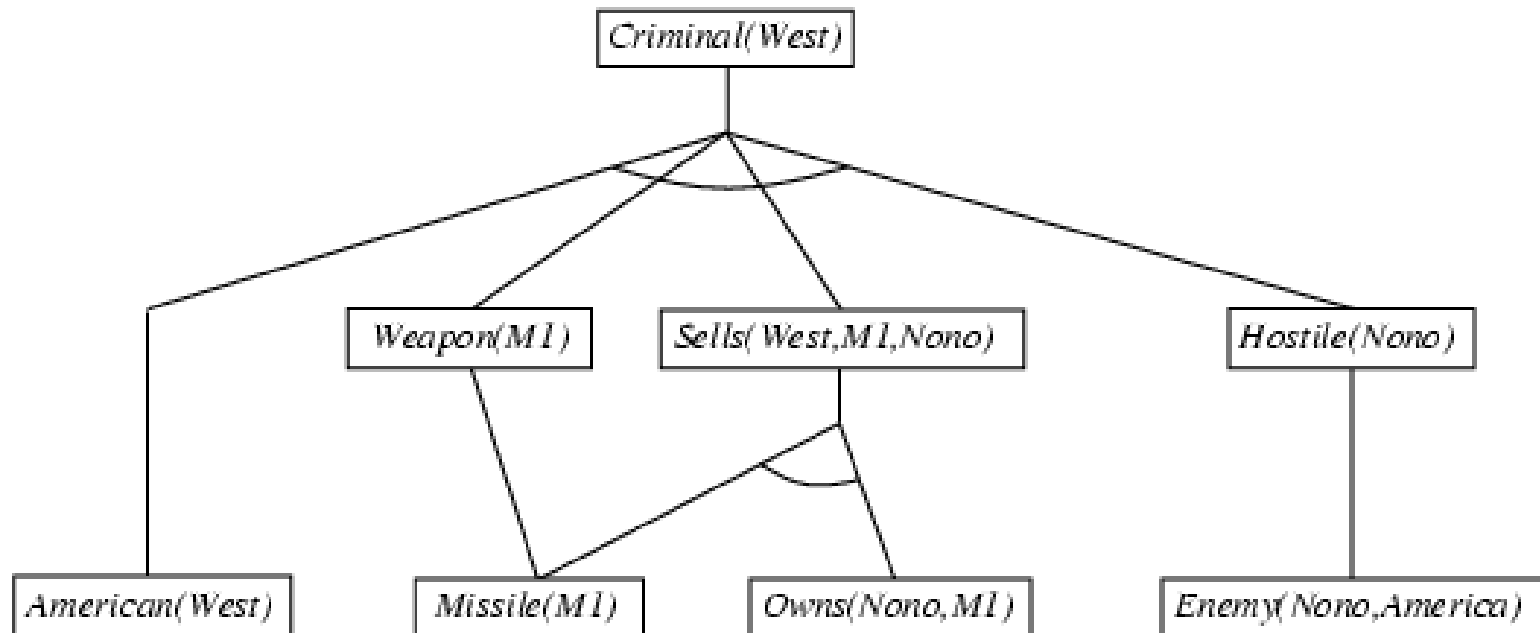 Criminal(West)
Weapon(M1)
Sells(West,M1,Nono)
Hostile(Nono)
American(West)
Missile(M1)
Owns(Nono,M1)
Enemy(Nono,America)